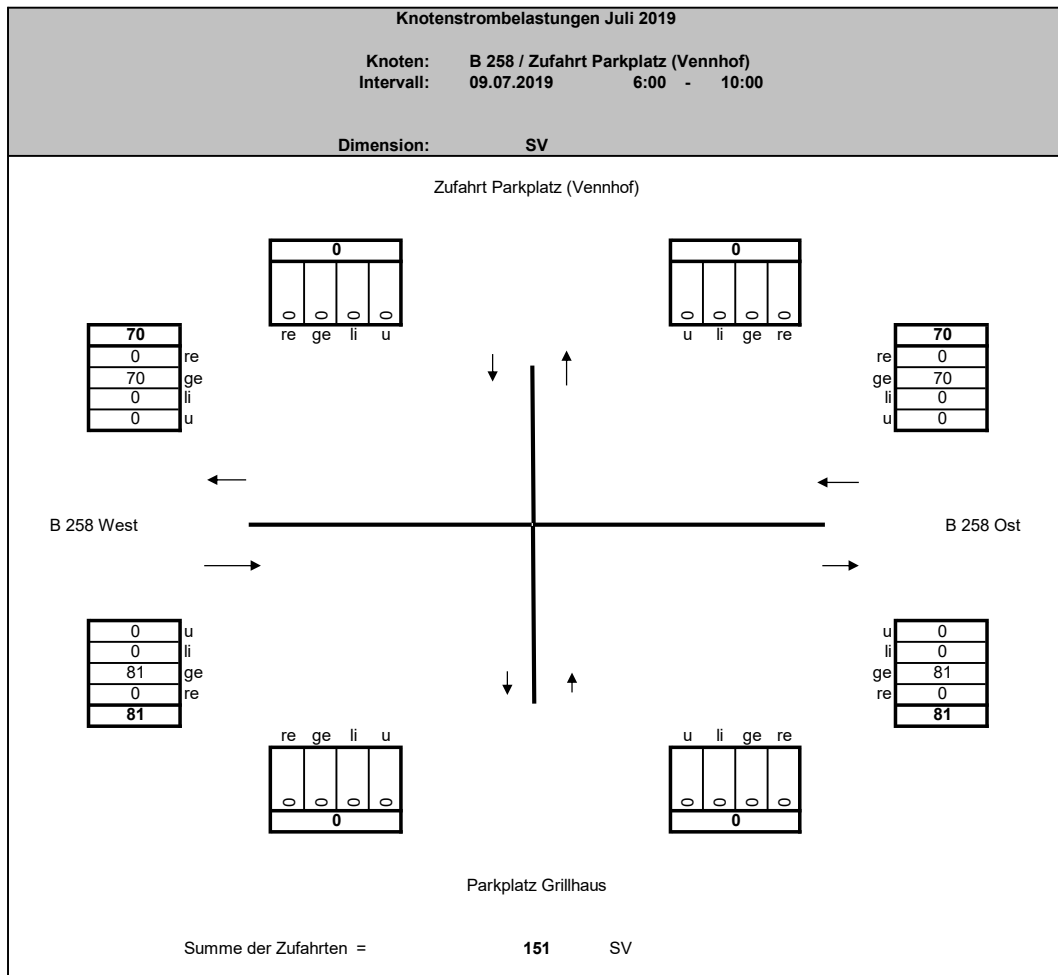 Knotenstrombelastungen Juli 2019
Knoten: B 258 / Zufahrt Parkplatz (Vennhof)
Intervall: 09.07.2019 6:00 - 10:00
Dimension: SV
Zufahrt Parkplatz (Vennhof)
0 0
0 0 0 0 0 0 0 0
re ge li u u li ge re
70 70
0 re re 0
70 ge ge 70
0 li li 0
0 u u 0
B 258 West B 258 Ost
0 u u 0
0 li li 0
81 ge ge 81
0 re re 0
81 81
re ge li u u li ge re
0 0 0 0 0 0 0 0
0 0
Parkplatz Grillhaus
Summe der Zufahrten = 151 SV